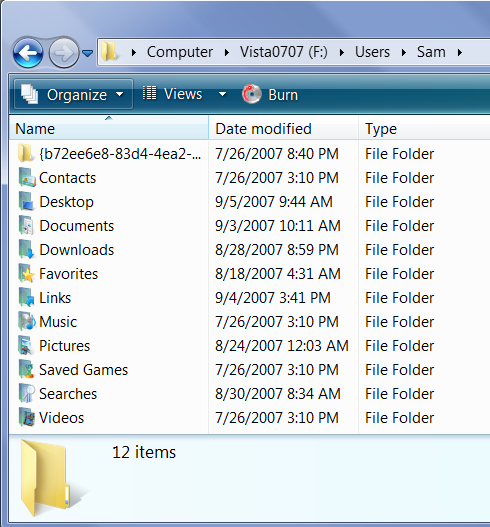 Computer Vista0707 (F:) Users Sam
Organize Views Burn
Name Date modified Type
{b72ee6e8-83d4-4ea2-... 7/26/2007 8:40 PM File Folder
Contacts 7/26/2007 3:10 PM File Folder
Desktop 9/5/2007 9:44 AM File Folder
Documents 9/3/2007 10:11 AM File Folder
Downloads 8/28/2007 8:59 PM File Folder
Favorites 8/18/2007 4:31 AM File Folder
Links 9/4/2007 3:41 PM File Folder
Music 7/26/2007 3:10 PM File Folder
Pictures 8/24/2007 12:03 AM File Folder
Saved Games 7/26/2007 3:10 PM File Folder
Searches 8/30/2007 8:34 AM File Folder
Videos 7/26/2007 3:10 PM File Folder
12 items